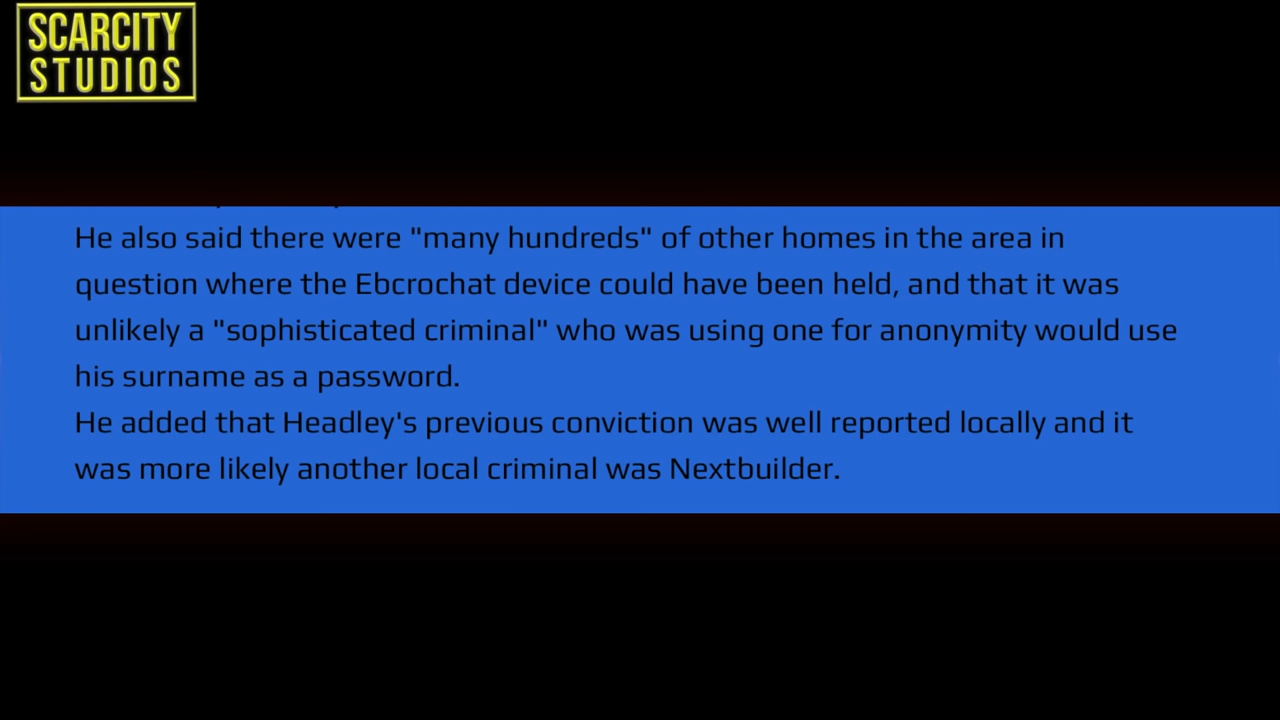 SCARCITY
STUDIOS
He also said there were "many hundreds" of other homes in the area in
question where the Ebcrochat device could have been held, and that it was
unlikely a "sophisticated criminal" who was using one for anonymity would use
his surname as a password.
He added that Headley's previous conviction was well reported locally and it
was more likely another local criminal was Nextbuilder.